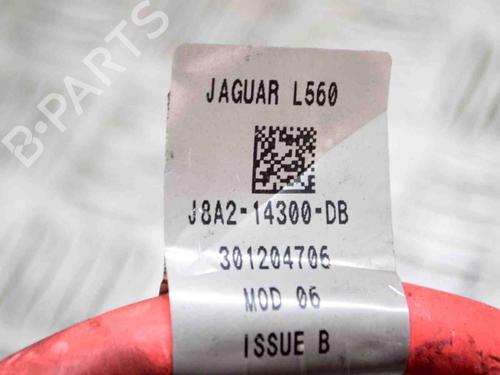 B-PARTS
JAGUAR L560
J8A2-14300-DB
301204706
MOD 06
ISSUE B